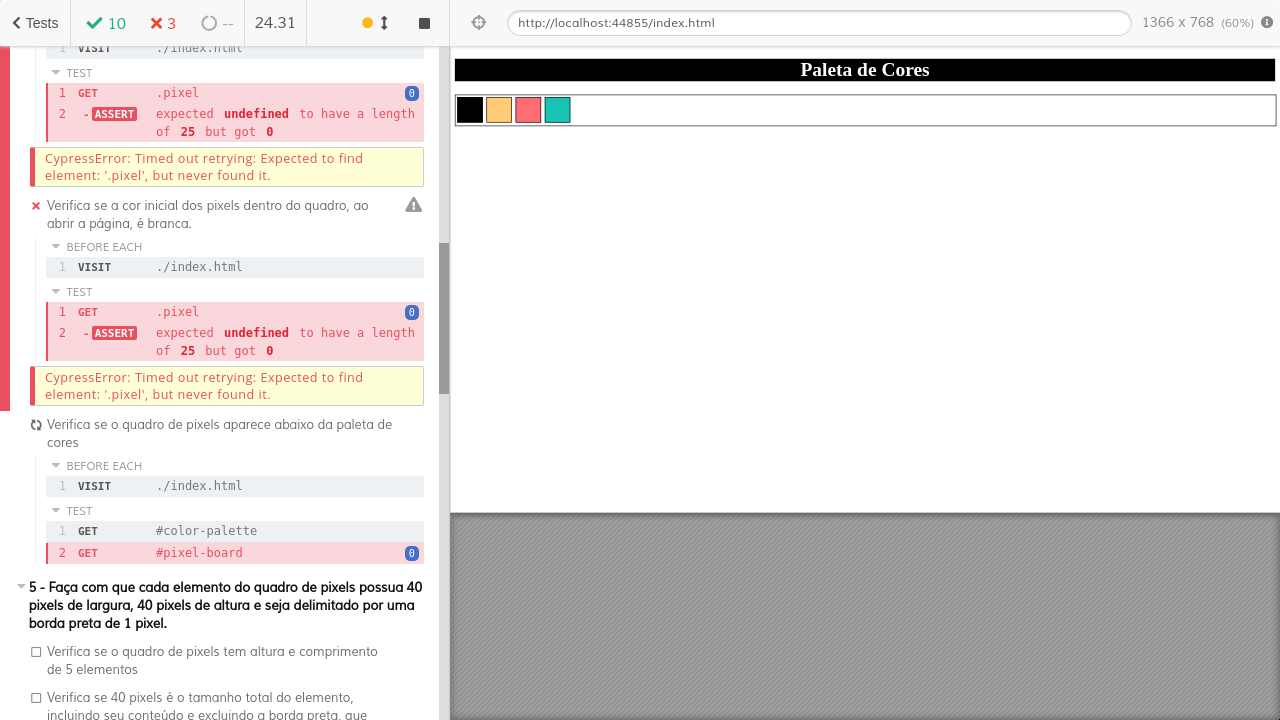 Tests
10
3
--
24.31
http://localhost:44855/index.html
1366 x 768 (60%)
1 VISIT ./index.html
TEST
1 GET .pixel 0
2 - ASSERT expected undefined to have a length
of 25 but got 0
CypressError: Timed out retrying: Expected to find
element: '.pixel', but never found it.
Verifica se a cor inicial dos pixels dentro do quadro, ao
abrir a página, é branca.
BEFORE EACH
1 VISIT ./index.html
TEST
1 GET .pixel 0
2 - ASSERT expected undefined to have a length
of 25 but got 0
CypressError: Timed out retrying: Expected to find
element: '.pixel', but never found it.
Verifica se o quadro de pixels aparece abaixo da paleta de
cores
BEFORE EACH
1 VISIT ./index.html
TEST
1 GET #color-palette
2 GET #pixel-board 0
5 - Faça com que cada elemento do quadro de pixels possua 40
pixels de largura, 40 pixels de altura e seja delimitado por uma
borda preta de 1 pixel.
Verifica se o quadro de pixels tem altura e comprimento
de 5 elementos
Verifica se 40 pixels é o tamanho total do elemento,
incluindo seu conteúdo e excluindo a borda preta, que
Paleta de Cores